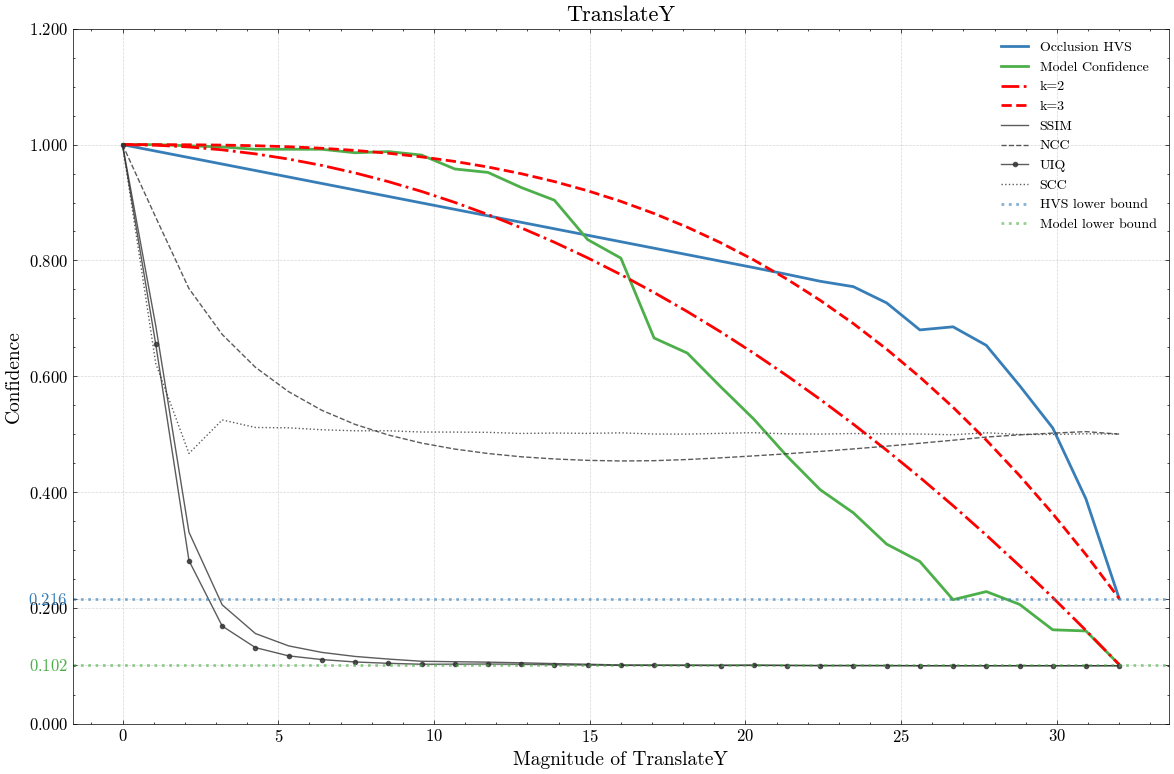 TranslateY
1.200
1.000
0.800
0.600
0.400
0.200
0.000
0.216
0.102
Confidence
0
5
10
15
20
25
30
Magnitude of TranslateY
Occlusion HVS
Model Confidence
k=2
k=3
SSIM
NCC
UIQ
SCC
HVS lower bound
Model lower bound